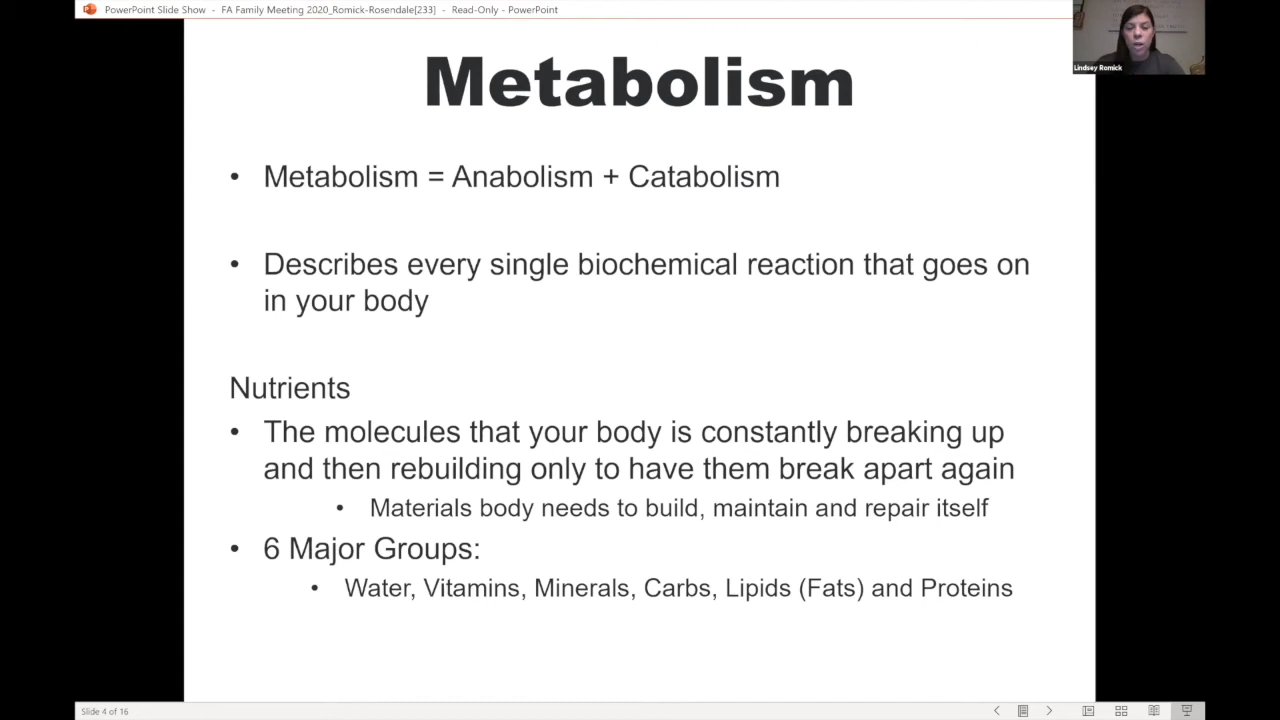 PowerPoint Slide Show - FA Family Meeting 2020_Romick-Rosendale[233] - Read-Only - PowerPoint
Lindsey Romick
Metabolism
• Metabolism = Anabolism + Catabolism
• Describes every single biochemical reaction that goes on
in your body
Nutrients
• The molecules that your body is constantly breaking up
and then rebuilding only to have them break apart again
• Materials body needs to build, maintain and repair itself
• 6 Major Groups:
• Water, Vitamins, Minerals, Carbs, Lipids (Fats) and Proteins
Slide 4 of 16